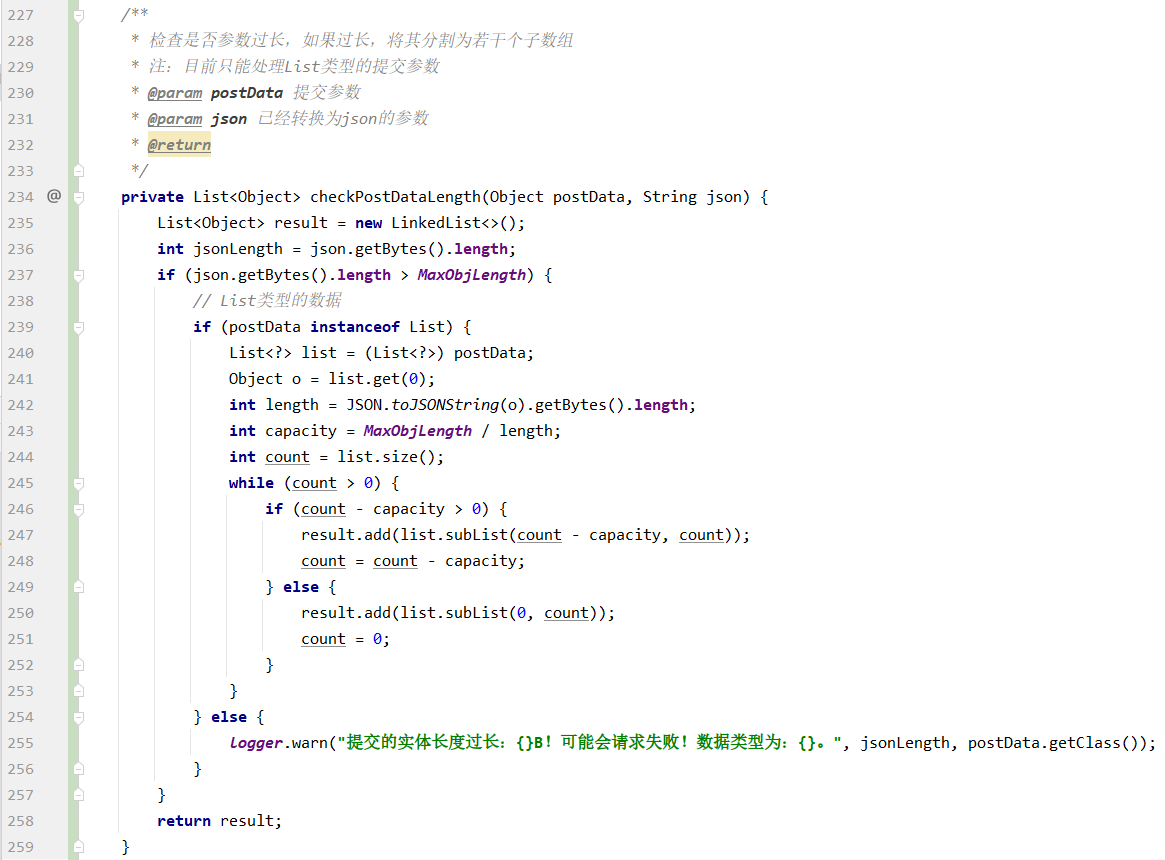 227 /**
228 * 检查是否参数过长，如果过长，将其分割为若干个子数组
229 * 注：目前只能处理List类型的提交参数
230 * @param postData 提交参数
231 * @param json 已经转换为json的参数
232 * @return
233 */
234 @ private List<Object> checkPostDataLength(Object postData, String json) {
235 List<Object> result = new LinkedList<>();
236 int jsonLength = json.getBytes().length;
237 if (json.getBytes().length > MaxObjLength) {
238 // List类型的数据
239 if (postData instanceof List) {
240 List<?> list = (List<?>) postData;
241 Object o = list.get(0);
242 int length = JSON.toJSONString(o).getBytes().length;
243 int capacity = MaxObjLength / length;
244 int count = list.size();
245 while (count > 0) {
246 if (count - capacity > 0) {
247 result.add(list.subList(count - capacity, count));
248 count = count - capacity;
249 } else {
250 result.add(list.subList(0, count));
251 count = 0;
252 }
253 }
254 } else {
255 logger.warn("提交的实体长度过长：{}B！可能会请求失败！数据类型为：{}。", jsonLength, postData.getClass());
256 }
257 }
258 return result;
259 }